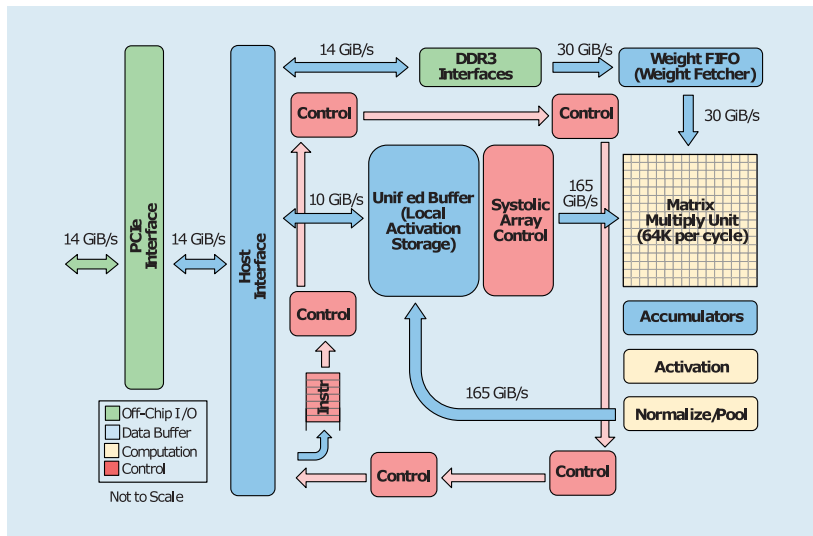 14 GiB/s
DDR3
Interfaces
30 GiB/s
Weight FIFO
(Weight Fetcher)
30 GiB/s
Control
Control
14 GiB/s
PCIe
Interface
14 GiB/s
Host
Interface
10 GiB/s
Unif ed Buffer
(Local
Activation
Storage)
Systolic
Array
Control
165
GiB/s
Matrix
Multiply Unit
(64K per cycle)
Control
Accumulators
Activation
Instr
165 GiB/s
Normalize/Pool
Off-Chip I/O
Data Buffer
Computation
Control
Not to Scale
Control
Control